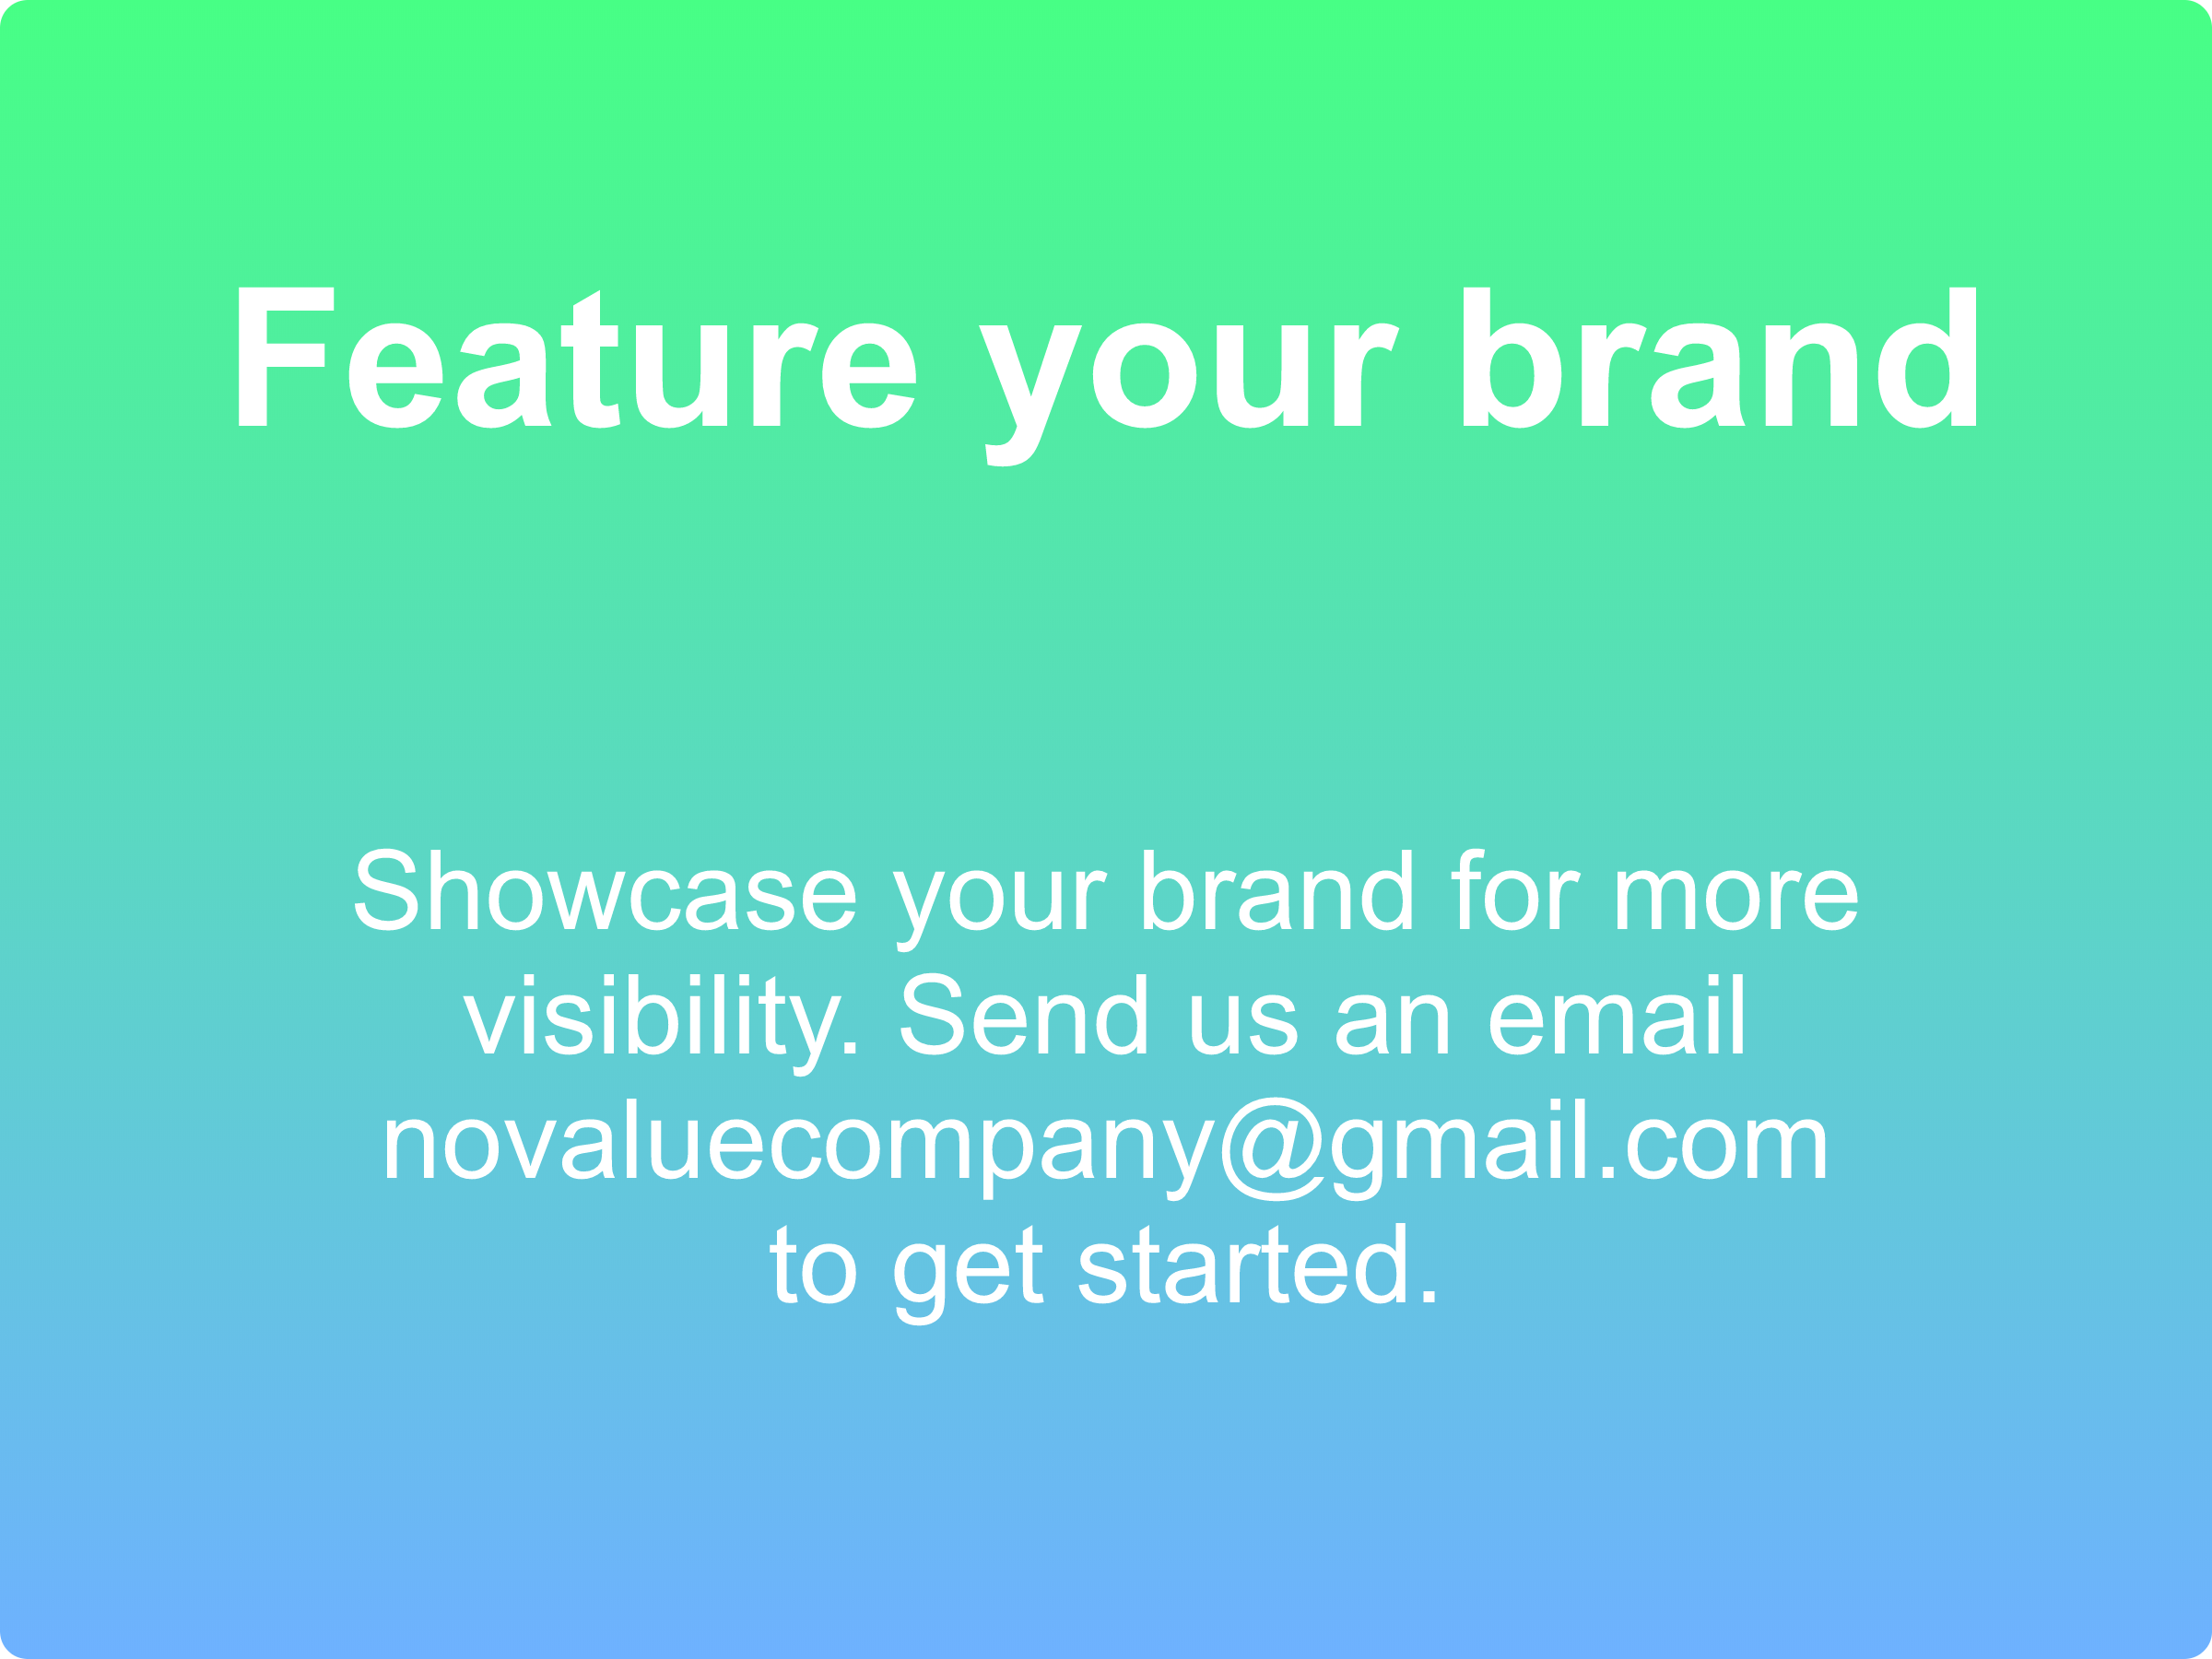 Feature your brand
Showcase your brand for more
visibility. Send us an email
novaluecompany@gmail.com
to get started.